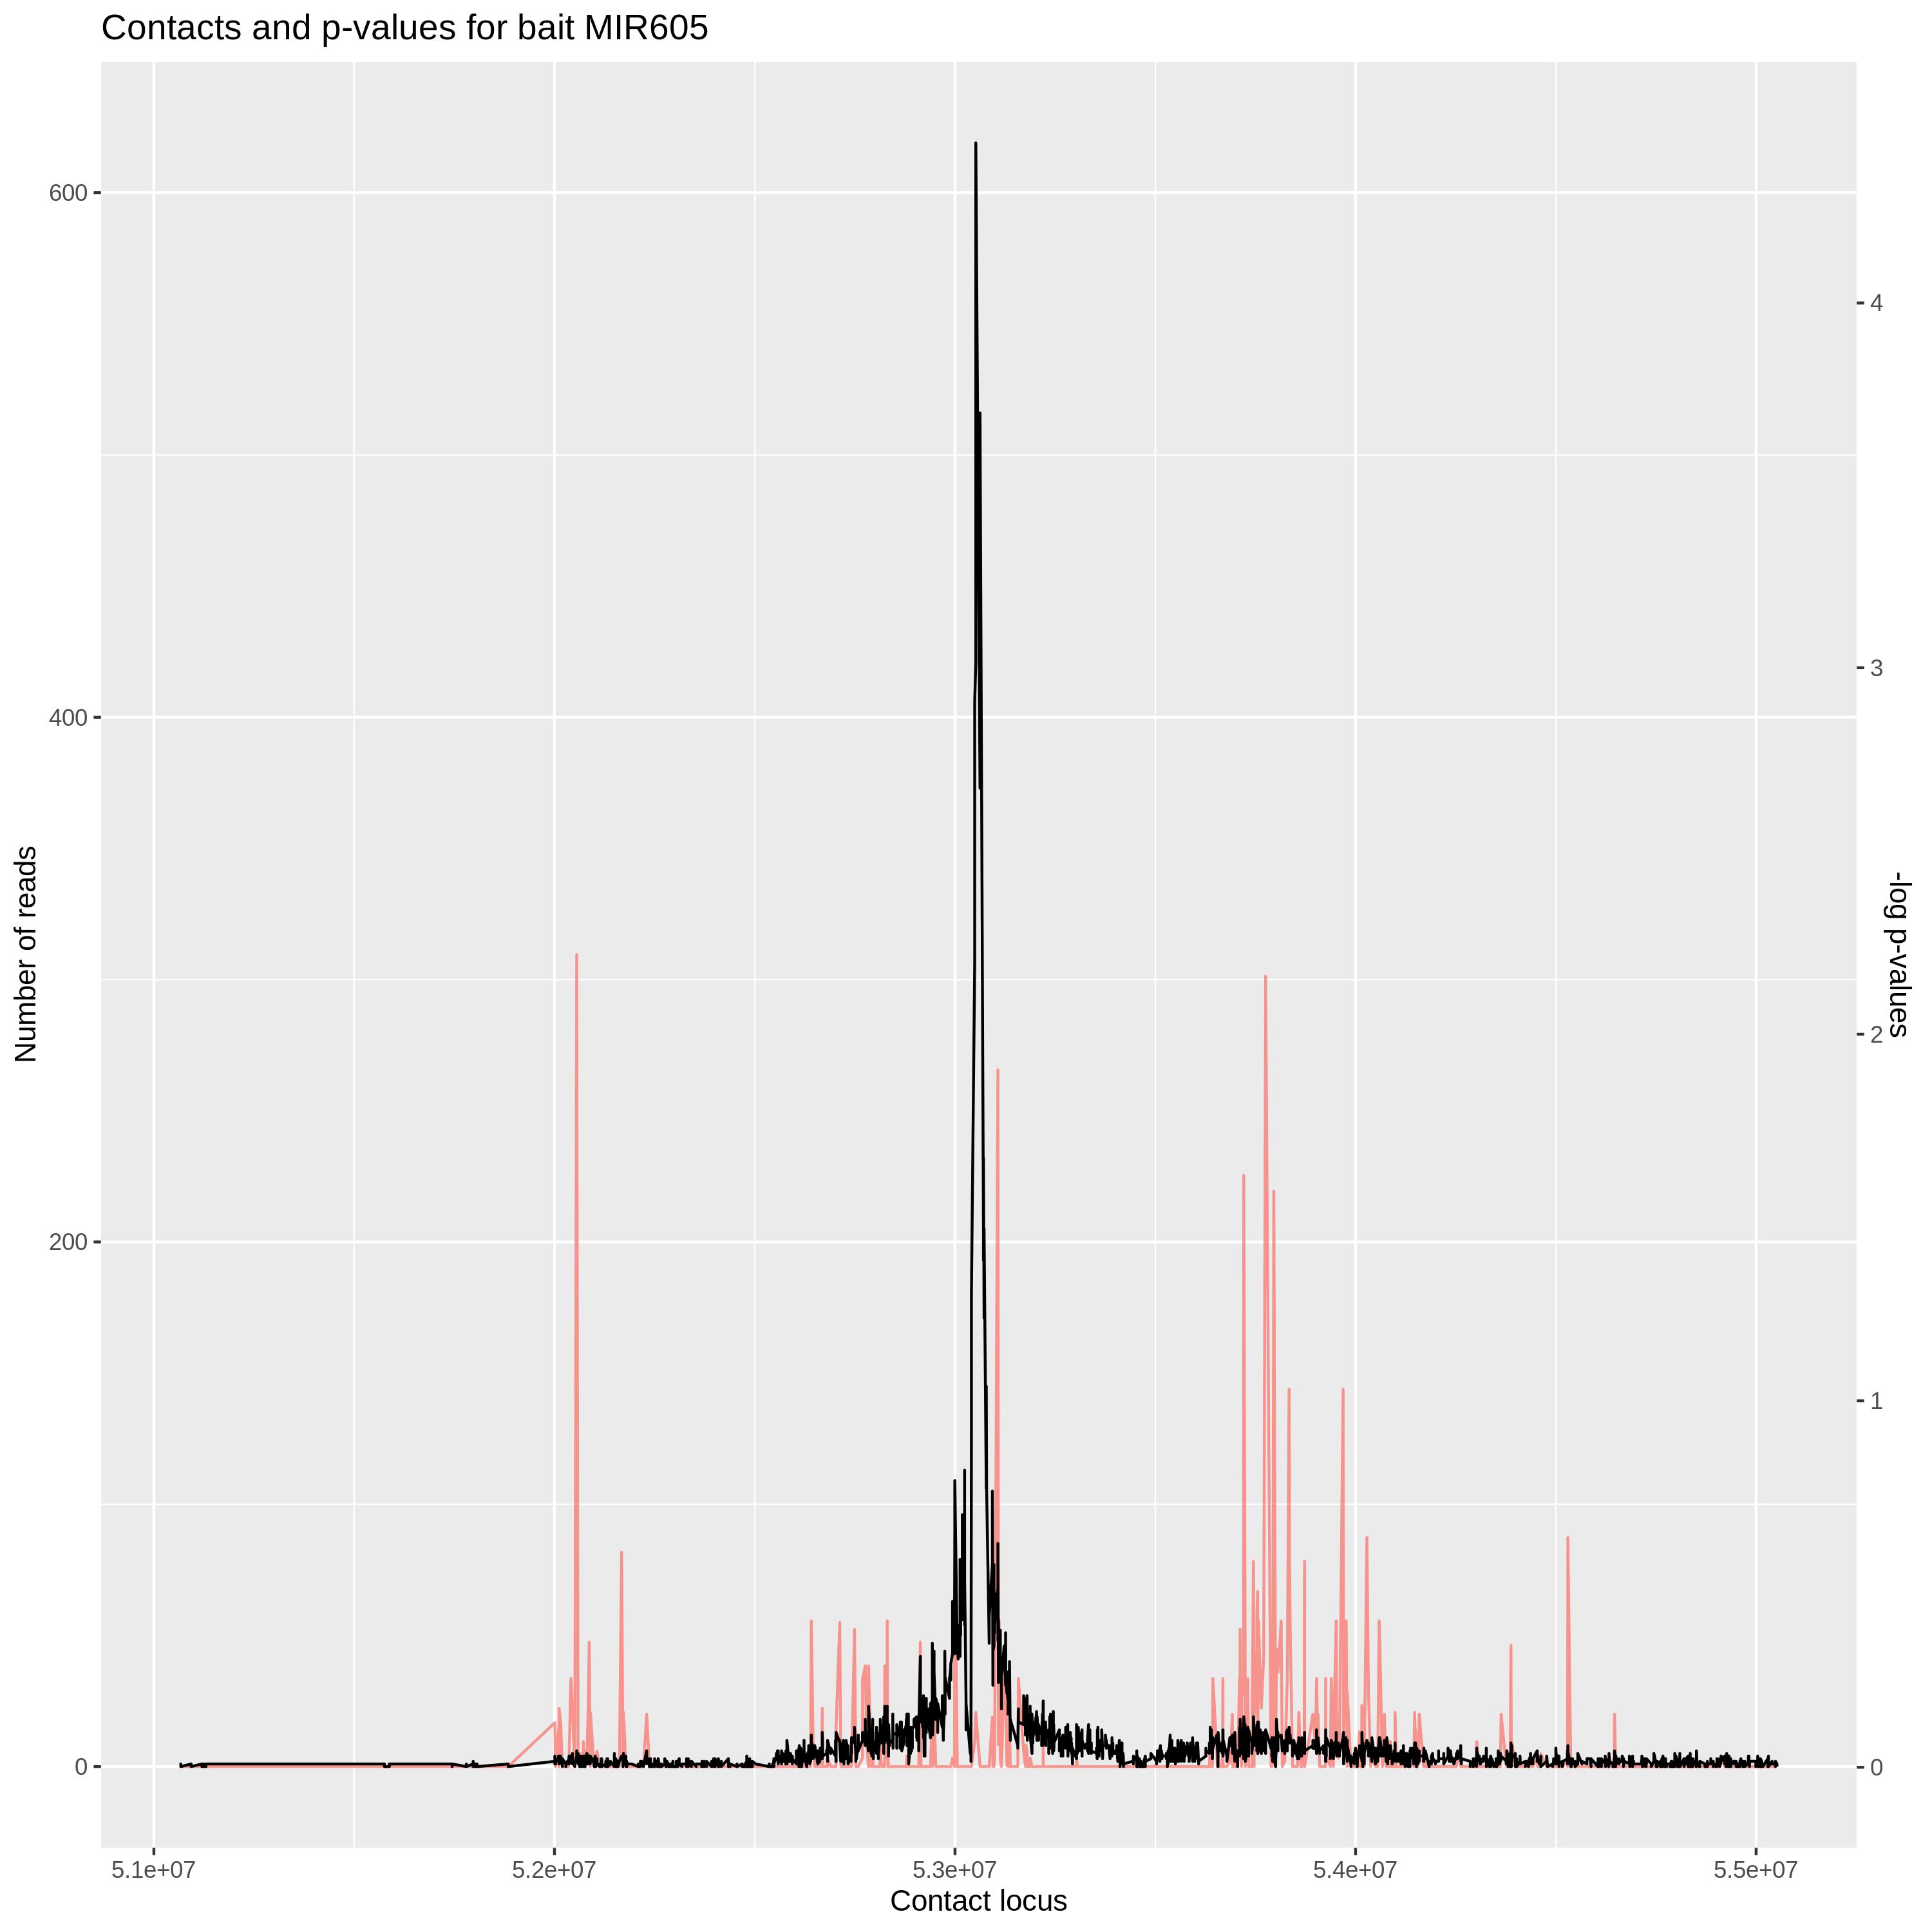 Contacts and p-values for bait MIR605
600
400
200
0
Number of reads
4
3
2
1
0
-log p-values
5.1e+07
5.2e+07
5.3e+07
5.4e+07
5.5e+07
Contact locus